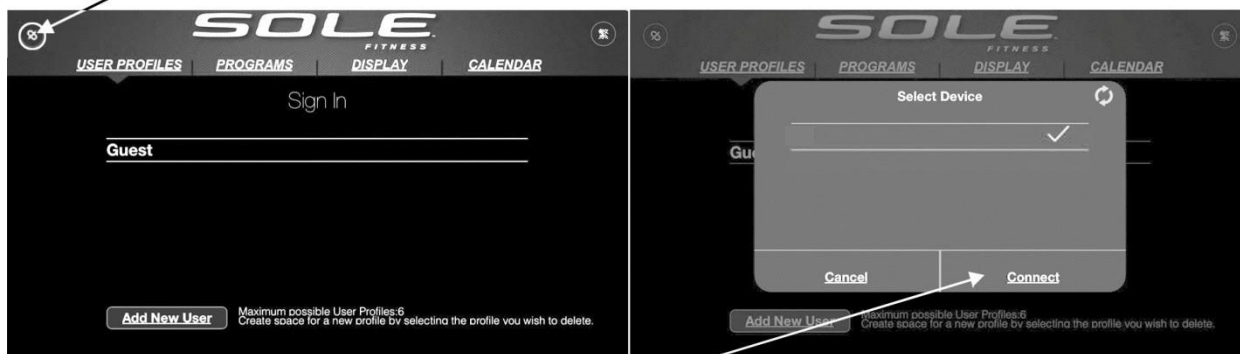 SOLE
FITNESS
USER PROFILES
PROGRAMS
DISPLAY
CALENDAR
Sign In
Guest
Add New User
Maximum possible User Profiles:6
Create space for a new profile by selecting the profile you wish to delete.
SOLE
FITNESS
USER PROFILES
PROGRAMS
DISPLAY
CALENDAR
Select Device
Gue
Cancel
Connect
Add New User
Maximum possible User Profiles:6
Create space for a new profile by selecting the profile you wish to delete.